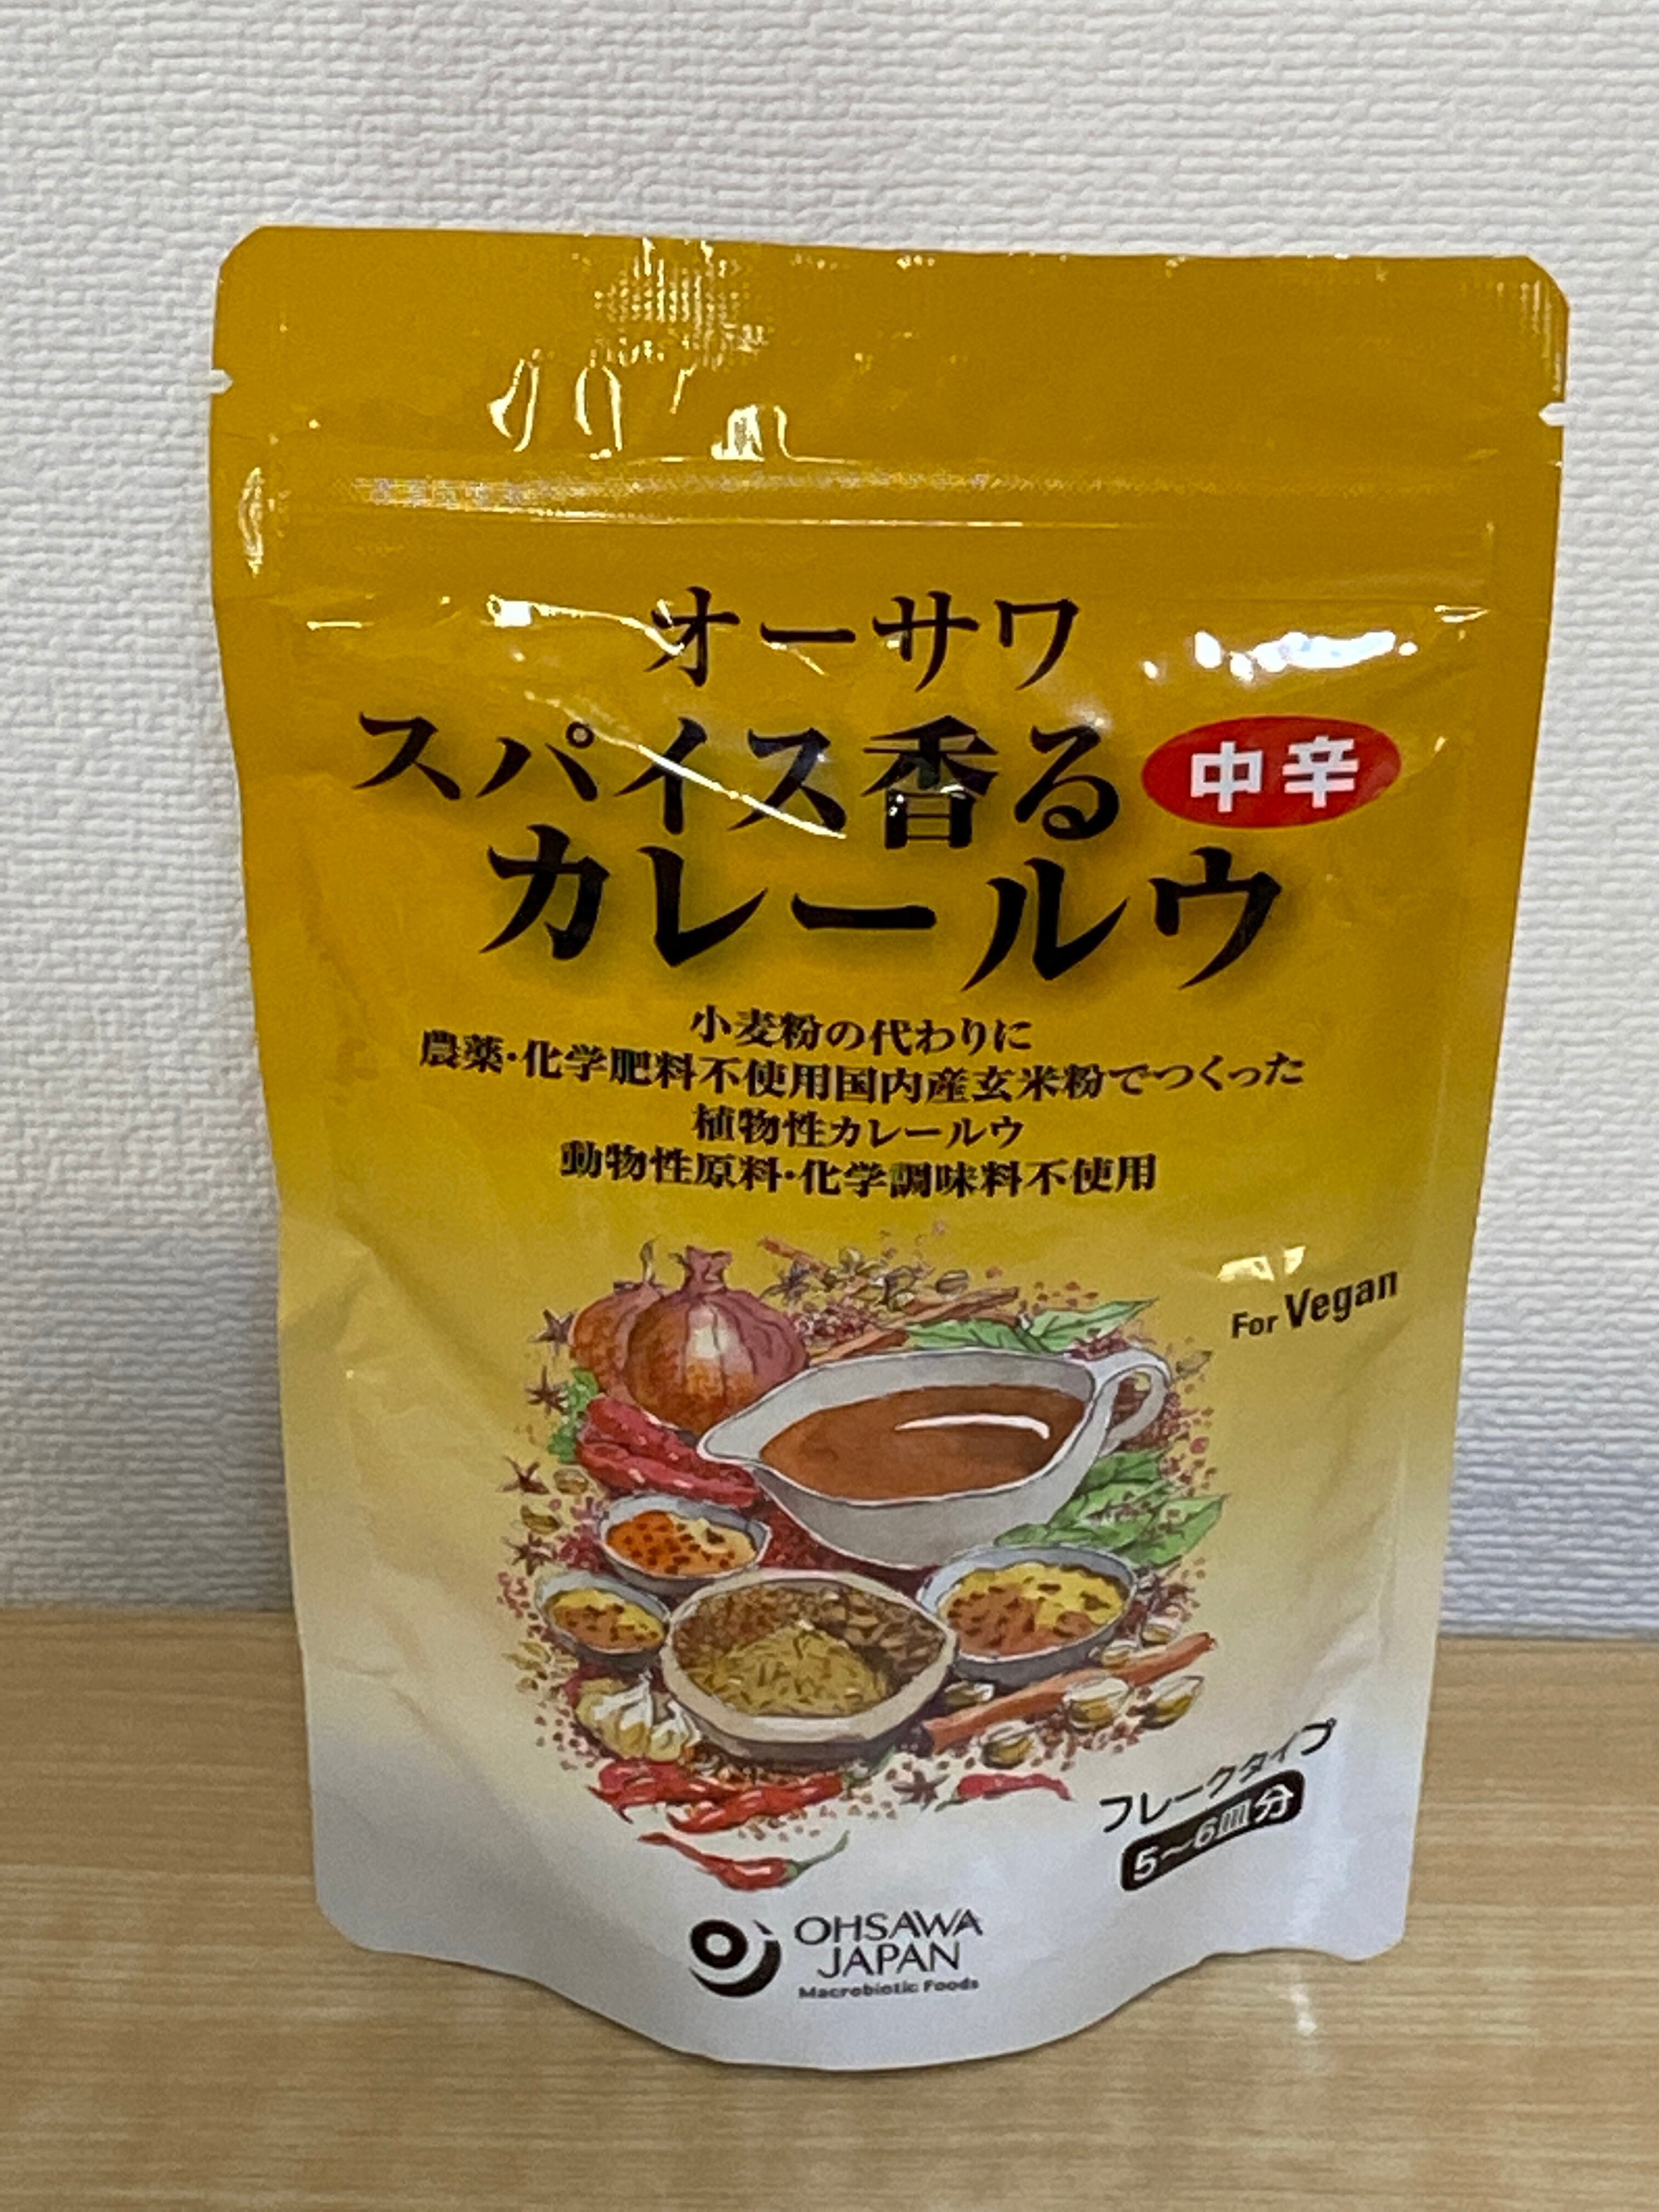 オーサワ
スパイス香る 中辛
カレールウ
小麦粉の代わりに
農薬・化学肥料不使用国内産玄米粉でつくった
植物性カレールウ
動物性原料・化学調味料不使用
For Vegan
フレークタイプ
5〜6皿分
OHSAWA
JAPAN
Macrobiotic Foods